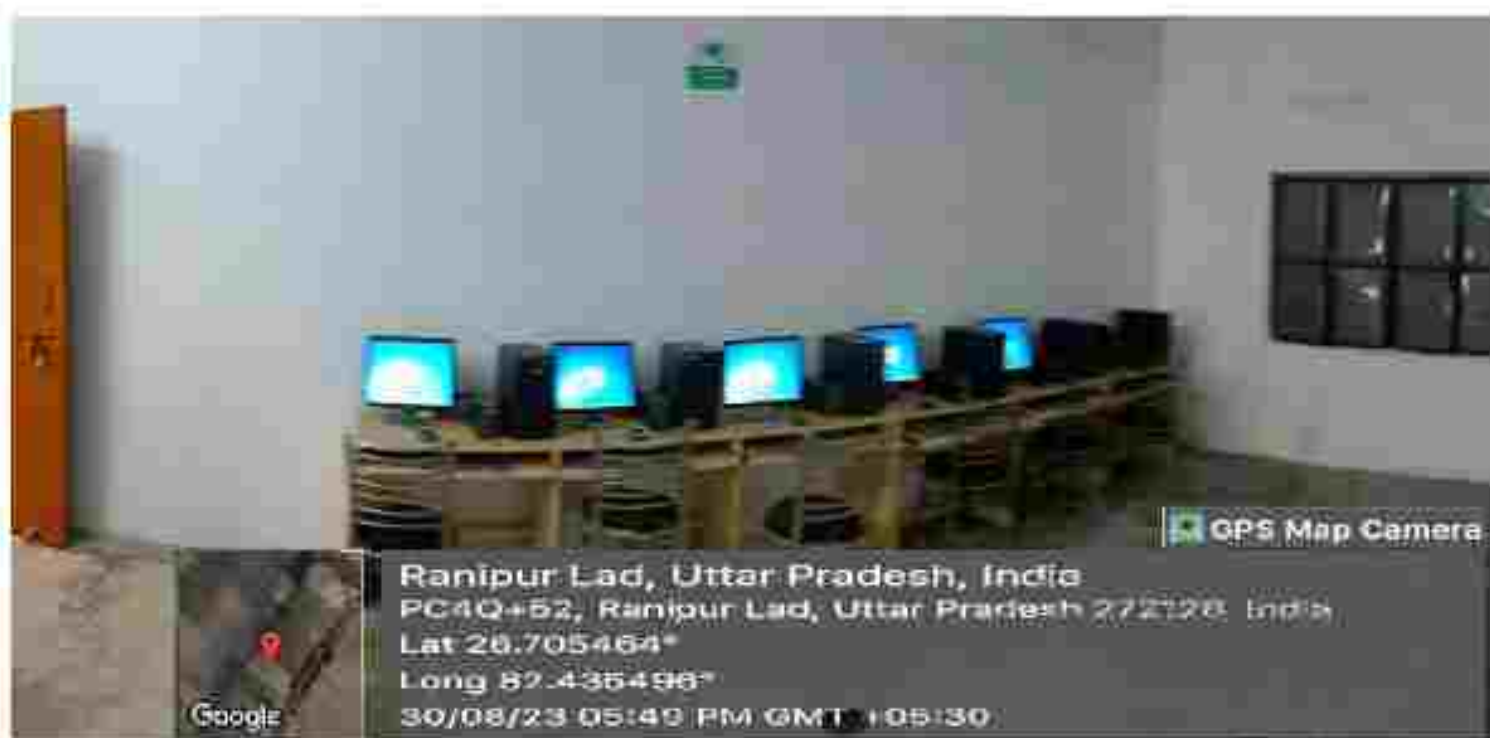 GPS Map Camera
Ranipur Lad, Uttar Pradesh, India
PC4Q+52, Ranipur Lad, Uttar Pradesh 272128, India
Lat 26.705464°
Long 82.435496°
30/08/23 05:49 PM GMT +05:30
Google